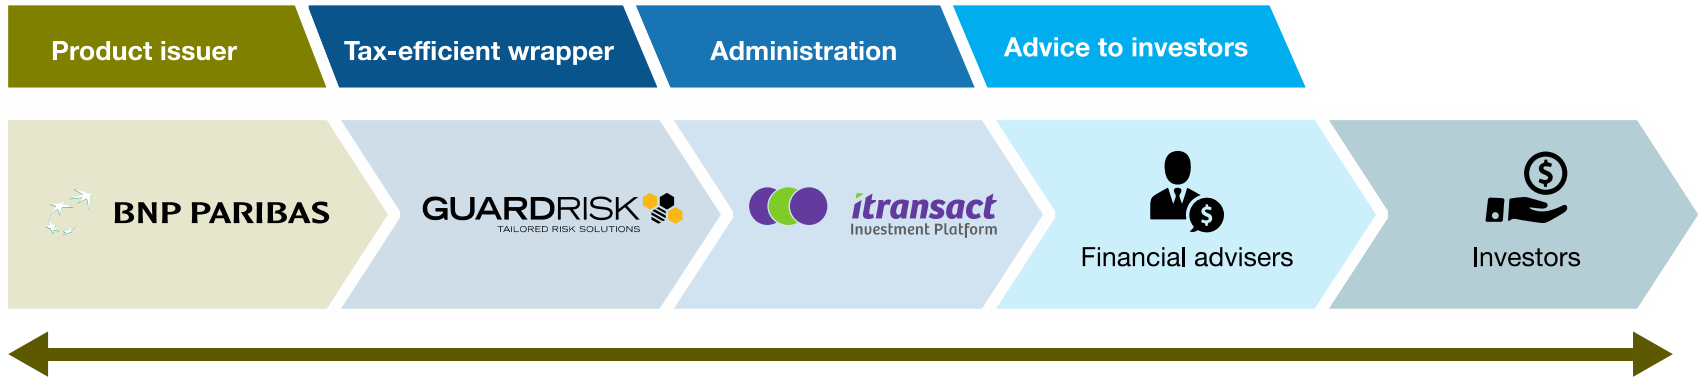 Product issuer
Tax-efficient wrapper
Administration
Advice to investors
BNP PARIBAS
GUARDRISK
TAILORED RISK SOLUTIONS
itransact
Investment Platform
$
Financial advisers
$
Investors